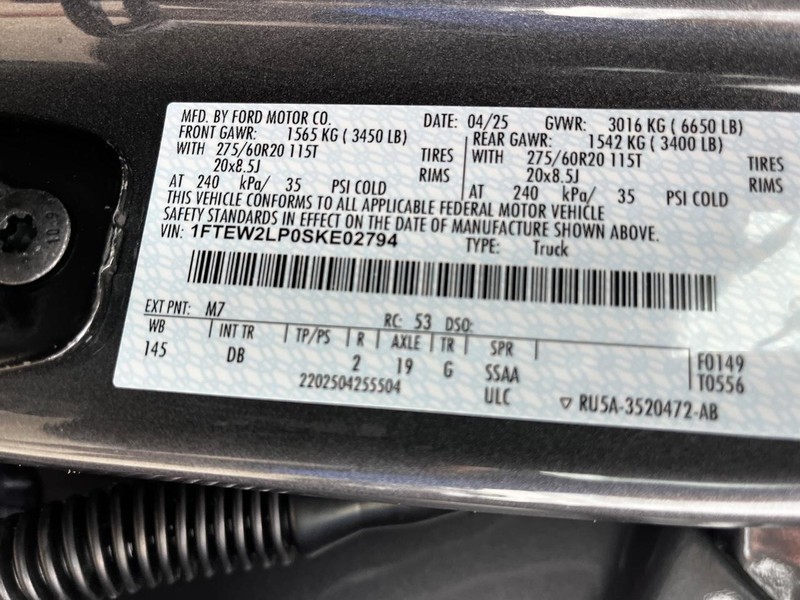 MFD. BY FORD MOTOR CO. DATE: 04/25 GVWR: 3016 KG ( 6650 LB)
FRONT GAWR: 1565 KG ( 3450 LB) REAR GAWR: 1542 KG ( 3400 LB)
WITH 275/60R20 115T TIRES WITH 275/60R20 115T TIRES
20x8.5J RIMS 20x8.5J RIMS
AT 240 kPa/ 35 PSI COLD AT 240 kPa/ 35 PSI COLD
THIS VEHICLE CONFORMS TO ALL APPLICABLE FEDERAL MOTOR VEHICLE
SAFETY STANDARDS IN EFFECT ON THE DATE OF MANUFACTURE SHOWN ABOVE.
VIN: 1FTEW2LP0SKE02794 TYPE: Truck
EXT PNT: M7 RC: 53 DSO:
WB INT TR TP/PS R AXLE TR SPR
145 DB 2 19 G SSAA
F0149
T0556
2202504255504 ULC ▽ RU5A-3520472-AB
10.9